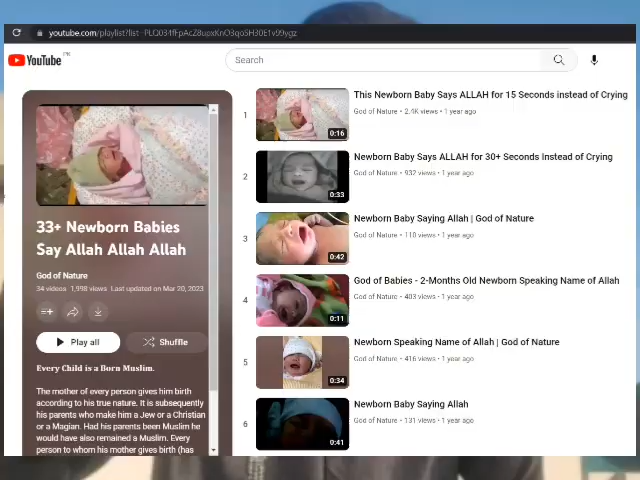 youtube.com/playlist?list=PLQ034fFpAcZ8upxKnO3qoSH30E1v99ygz
YouTube PK
Search
33+ Newborn Babies
Say Allah Allah Allah
God of Nature
34 videos 1,998 views Last updated on Mar 20, 2023
Play all
Shuffle
Every Child is a Born Muslim.
The mother of every person gives him birth
according to his true nature. It is subsequently
his parents who make him a Jew or a Christian
or a Magian. Had his parents been Muslim he
would have also remained a Muslim. Every
person to whom his mother gives birth (has
1
0:16
This Newborn Baby Says ALLAH for 15 Seconds instead of Crying
God of Nature • 2.4K views • 1 year ago
2
0:33
Newborn Baby Says ALLAH for 30+ Seconds Instead of Crying
God of Nature • 932 views • 1 year ago
3
0:42
Newborn Baby Saying Allah | God of Nature
God of Nature • 110 views • 1 year ago
4
0:11
God of Babies - 2-Months Old Newborn Speaking Name of Allah
God of Nature • 403 views • 1 year ago
5
0:34
Newborn Speaking Name of Allah | God of Nature
God of Nature • 416 views • 1 year ago
6
0:41
Newborn Baby Saying Allah
God of Nature • 131 views • 1 year ago